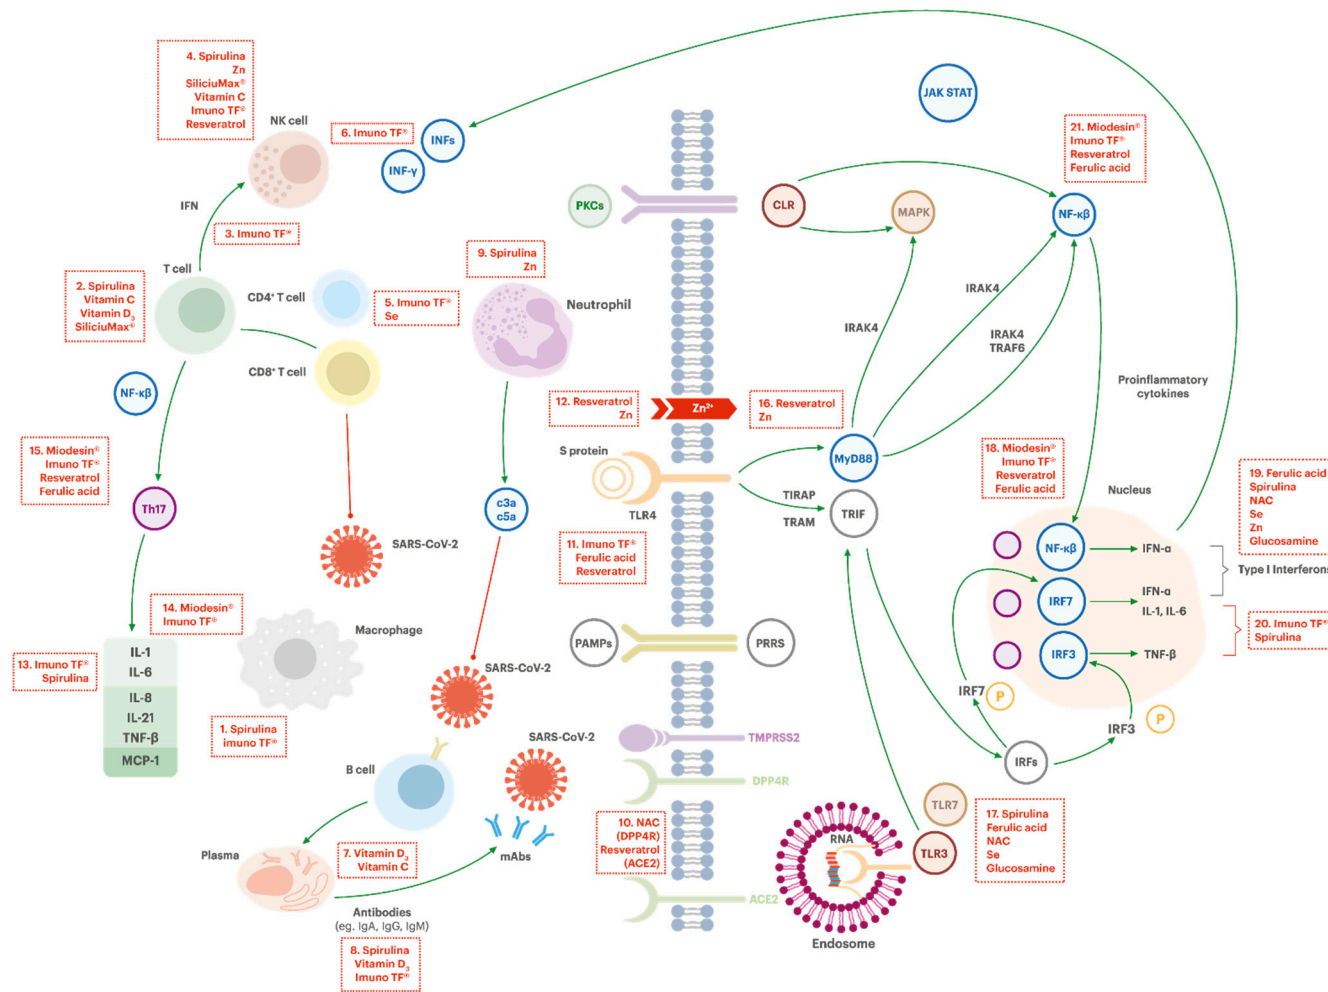 4. Spirulina
Zn
SiliciuMax®
Vitamin C
Imuno TF®
Resveratrol
NK cell
6. Imuno TF®
INFs
INF-γ
IFN
3. Imuno TF®
T cell
2. Spirulina
Vitamin C
Vitamin D3
SiliciuMax®
CD4+ T cell
5. Imuno TF®
Se
CD8+ T cell
NF-κβ
15. Miodesin®
Imuno TF®
Resveratrol
Ferulic acid
Th17
SARS-CoV-2
14. Miodesin®
Imuno TF®
Macrophage
13. Imuno TF®
Spirulina
IL-1
IL-6
IL-8
IL-21
TNF-β
MCP-1
1. Spirulina
imuno TF®
9. Spirulina
Zn
Neutrophil
c3a
c5a
SARS-CoV-2
SARS-CoV-2
B cell
Plasma
7. Vitamin D3
Vitamin C
mAbs
Antibodies
(eg. IgA, IgG, IgM)
8. Spirulina
Vitamin D3
Imuno TF®
PKCs
CLR
MAPK
JAK STAT
21. Miodesin®
Imuno TF®
Resveratrol
Ferulic acid
NF-κβ
IRAK4
IRAK4
IRAK4
TRAF6
Proinflammatory
cytokines
12. Resveratrol
Zn
Zn2+
16. Resveratrol
Zn
S protein
TLR4
MyD88
TIRAP
TRAM
TRIF
11. Imuno TF®
Ferulic acid
Resveratrol
PAMPs
PRRS
TMPRSS2
DPP4R
10. NAC
(DPP4R)
Resveratrol
(ACE2)
ACE2
18. Miodesin®
Imuno TF®
Resveratrol
Ferulic acid
Nucleus
NF-κβ
IFN-α
IRF7
IFN-α
IL-1, IL-6
IRF3
TNF-β
Type I Interferons
19. Ferulic acid
Spirulina
NAC
Se
Zn
Glucosamine
20. Imuno TF®
Spirulina
IRF7
P
IRF3
P
IRFs
TLR7
TLR3
RNA
Endosome
17. Spirulina
Ferulic acid
NAC
Se
Glucosamine